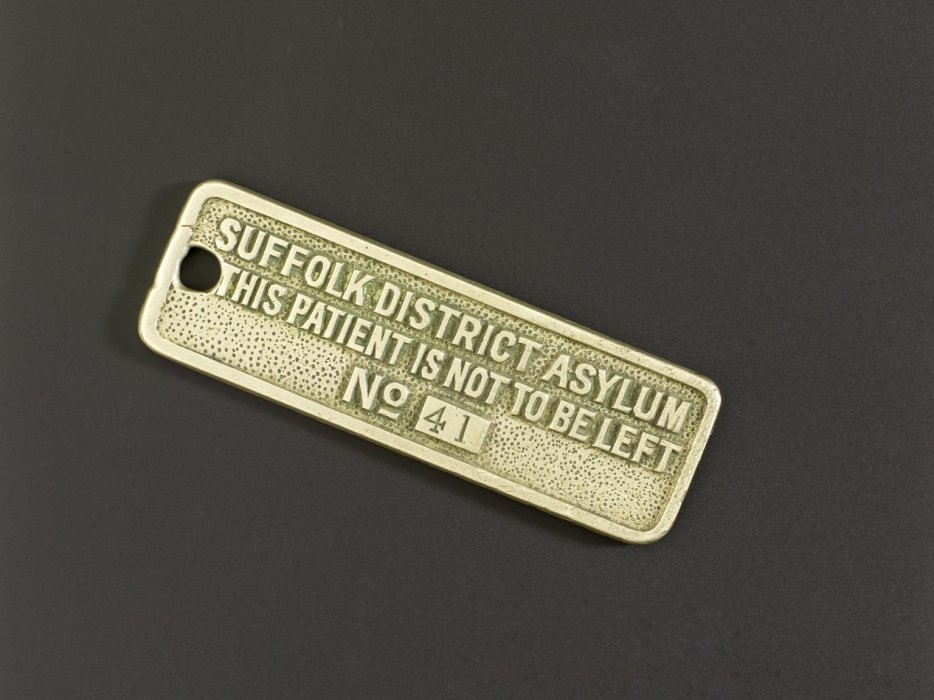 SUFFOLK DISTRICT ASYLUM
THIS PATIENT IS NOT TO BE LEFT
No 41